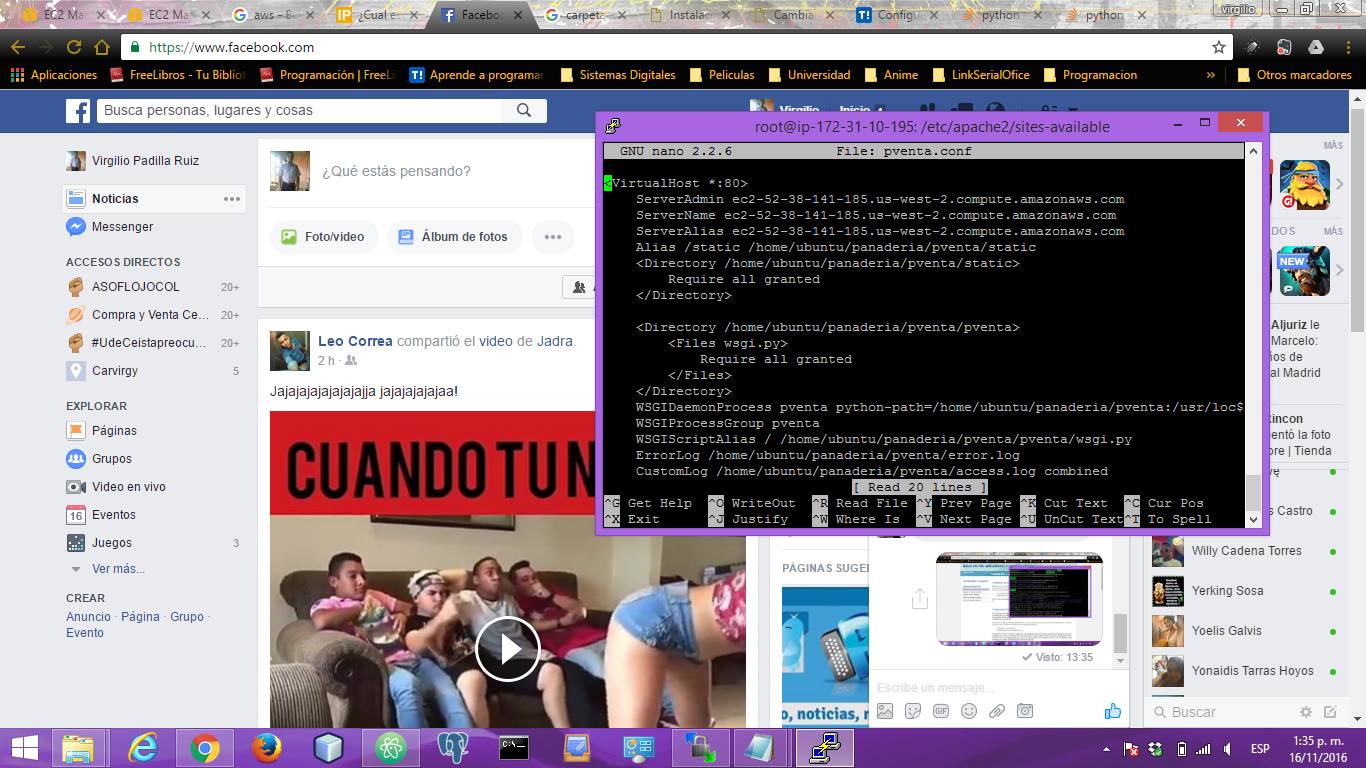 EC2 Ma
EC2 Ma
aws - B
¿Cual e
Faceboo
carpeta
Instalac
Cambiar
Configu
python
python
virgilio
https://www.facebook.com
Aplicaciones
FreeLibros - Tu Bibliot
Programación | FreeLi
Aprende a programar
Sistemas Digitales
Peliculas
Universidad
Anime
LinkSerialOfice
Programacion
»
Otros marcadores
Busca personas, lugares y cosas
Virgilio
Inicio
Virgilio Padilla Ruiz
Noticias
Messenger
ACCESOS DIRECTOS
ASOFLOJOCOL 20+
Compra y Venta Ce... 20+
#UdeCeistapreocu... 20+
Carvirgy 5
EXPLORAR
Páginas
Grupos
Video en vivo
Eventos
Juegos 3
Ver más...
CREAR
Anuncio · Página · Grupo ·
Evento
¿Qué estás pensando?
Foto/video
Álbum de fotos
Leo Correa compartió el video de Jadra.
2 h ·
Jajajajajajajajajja jajajajajajaa!
CUANDO TU N
root@ip-172-31-10-195: /etc/apache2/sites-available
GNU nano 2.2.6 File: pventa.conf
<VirtualHost *:80>
ServerAdmin ec2-52-38-141-185.us-west-2.compute.amazonaws.com
ServerName ec2-52-38-141-185.us-west-2.compute.amazonaws.com
ServerAlias ec2-52-38-141-185.us-west-2.compute.amazonaws.com
Alias /static /home/ubuntu/panaderia/pventa/static
<Directory /home/ubuntu/panaderia/pventa/static>
Require all granted
</Directory>
<Directory /home/ubuntu/panaderia/pventa/pventa>
<Files wsgi.py>
Require all granted
</Files>
</Directory>
WSGIDaemonProcess pventa python-path=/home/ubuntu/panaderia/pventa:/usr/loc$
WSGIProcessGroup pventa
WSGIScriptAlias / /home/ubuntu/panaderia/pventa/pventa/wsgi.py
ErrorLog /home/ubuntu/panaderia/pventa/error.log
CustomLog /home/ubuntu/panaderia/pventa/access.log combined
[ Read 20 lines ]
^G Get Help ^O WriteOut ^R Read File ^Y Prev Page ^K Cut Text ^C Cur Pos
^X Exit ^J Justify ^W Where Is ^V Next Page ^U UnCut Text^T To Spell
MÁS
DOS MÁS
NEW
Aljuriz le
Marcelo:
ños de
al Madrid
Rincon
entó la foto
bre | Tienda
PÁGINAS SUGER
o, noticias, r
Visto: 13:35
Escribe un mensaje...
s Castro
Willy Cadena Torres
Yerking Sosa
Yoelis Galvis
Yonaidis Tarras Hoyos
Buscar
ESP
1:35 p. m.
16/11/2016